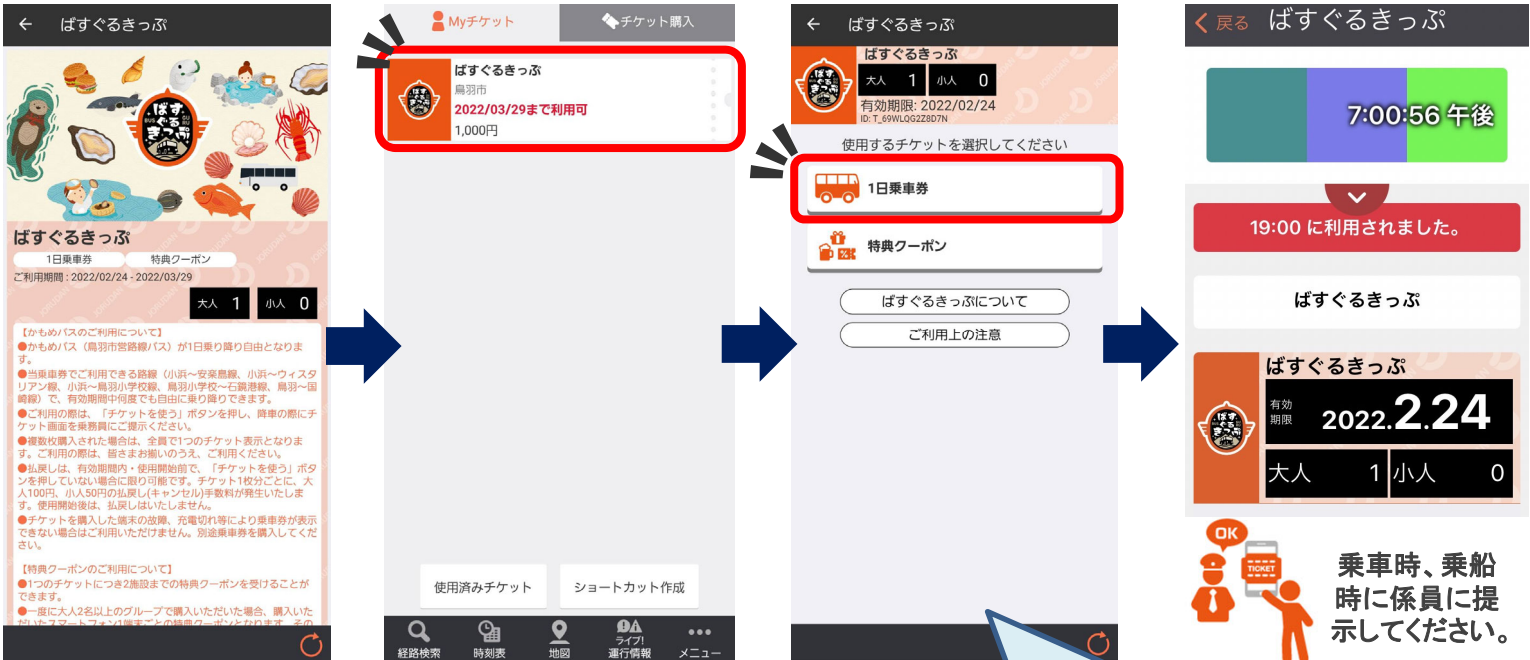 ← ばすぐるきっぷ
ばす
BUS ぐる GURU
きっぷ
ばすぐるきっぷ
1日乗車券 特典クーポン
ご利用期間 : 2022/02/24 - 2022/03/29
大人 1 小人 0
【かもめバスのご利用について】
●かもめバス（鳥羽市営路線バス）が1日乗り降り自由となりま
す。
●当乗車券でご利用できる路線（小浜～安楽島線、小浜～ウィスタ
リアン線、小浜～鳥羽小学校線、鳥羽小学校～石鏡港線、鳥羽～国
崎線）で、有効期間中何度でも自由に乗り降りできます。
●ご利用の際は、「チケットを使う」ボタンを押し、降車の際にチ
ケット画面を乗務員にご提示ください。
●複数枚購入された場合は、全員で1つのチケット表示となりま
す。ご利用の際は、皆さまお揃いのうえ、ご利用ください。
●払戻しは、有効期間内・使用開始前で、「チケットを使う」ボタ
ンを押していない場合に限り可能です。チケット1枚分ごとに、大
人100円、小人50円の払戻し(キャンセル)手数料が発生いたしま
す。使用開始後は、払戻しはいたしません。
●チケットを購入した端末の故障、充電切れ等により乗車券が表示
できない場合はご利用いただけません。別途乗車券を購入してくだ
さい。
【特典クーポンのご利用について】
●1つのチケットにつき2施設までの特典クーポンを受けることが
できます。
●一度に大人2名以上のグループで購入いただいた場合、購入いた
だいたスマートフォン1端末ごとの特典クーポンとなります。その
Myチケット チケット購入
ばすぐるきっぷ
鳥羽市
2022/03/29まで利用可
1,000円
使用済みチケット ショートカット作成
経路検索 時刻表 地図 ライブ!運行情報 メニュー
← ばすぐるきっぷ
ばすぐるきっぷ
大人 1 小人 0
有効期限: 2022/02/24
ID: T_69WLQG2Z8D7N
使用するチケットを選択してください
1日乗車券
特典クーポン
ばすぐるきっぷについて
ご利用上の注意
戻る ばすぐるきっぷ
7:00:56 午後
19:00 に利用されました。
ばすぐるきっぷ
ばすぐるきっぷ
有効期限 2022.2.24
大人 1 小人 0
OK
TICKET
乗車時、乗船
時に係員に提
示してください。